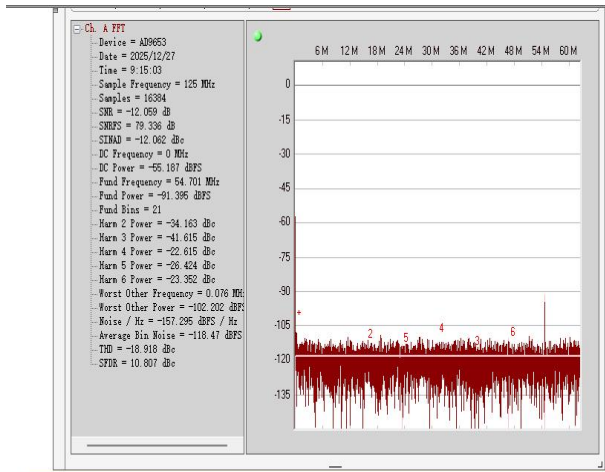 Ch. A FFT
Device = AD9653
Date = 2025/12/27
Time = 9:15:03
Sample Frequency = 125 MHz
Samples = 16384
SNR = -12.059 dB
SNRFS = 79.336 dB
SINAD = -12.062 dBc
DC Frequency = 0 MHz
DC Power = -55.187 dBFS
Fund Frequency = 54.701 MHz
Fund Power = -91.395 dBFS
Fund Bins = 21
Harm 2 Power = -34.163 dBc
Harm 3 Power = -41.615 dBc
Harm 4 Power = -22.615 dBc
Harm 5 Power = -26.424 dBc
Harm 6 Power = -23.352 dBc
Worst Other Frequency = 0.076 MH
Worst Other Power = -102.202 dBF
Noise / Hz = -157.295 dBFS / Hz
Average Bin Noise = -118.47 dBFS
THD = -18.918 dBc
SFDR = 10.807 dBc
6M 12M 18M 24M 30M 36M 42M 48M 54M 60M
0
-15
-30
-45
-60
-75
-90
-105
-120
-135
+
2
5
4
3
6